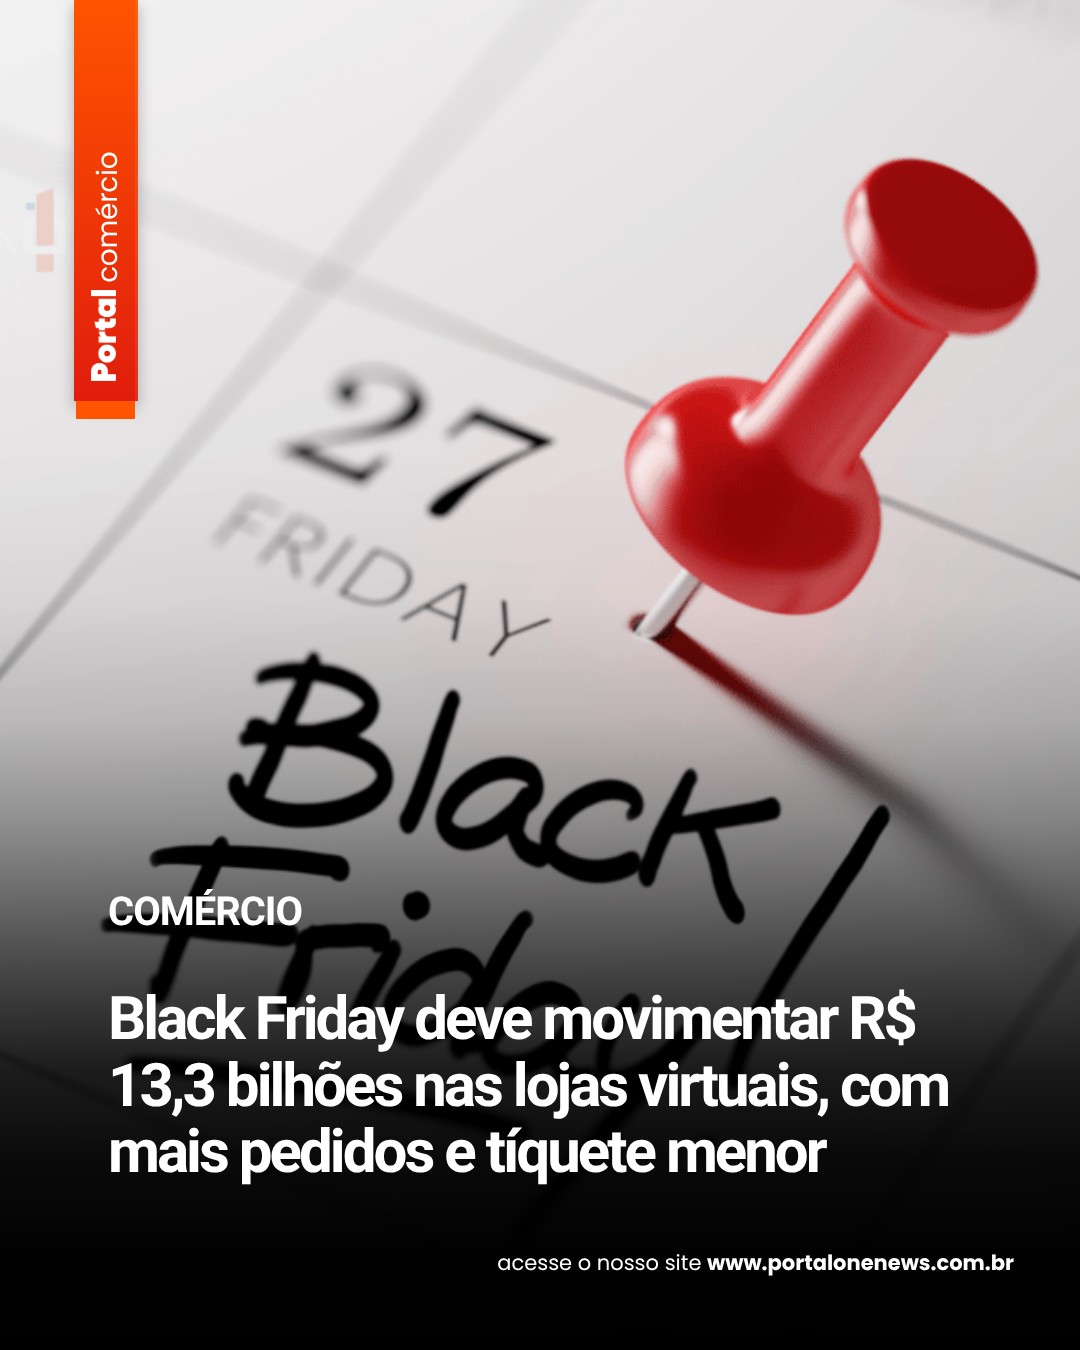 Portal comércio
27
FRIDAY
Black
Friday
COMÉRCIO
Black Friday deve movimentar R$
13,3 bilhões nas lojas virtuais, com
mais pedidos e tíquete menor
acesse o nosso site www.portalonenews.com.br